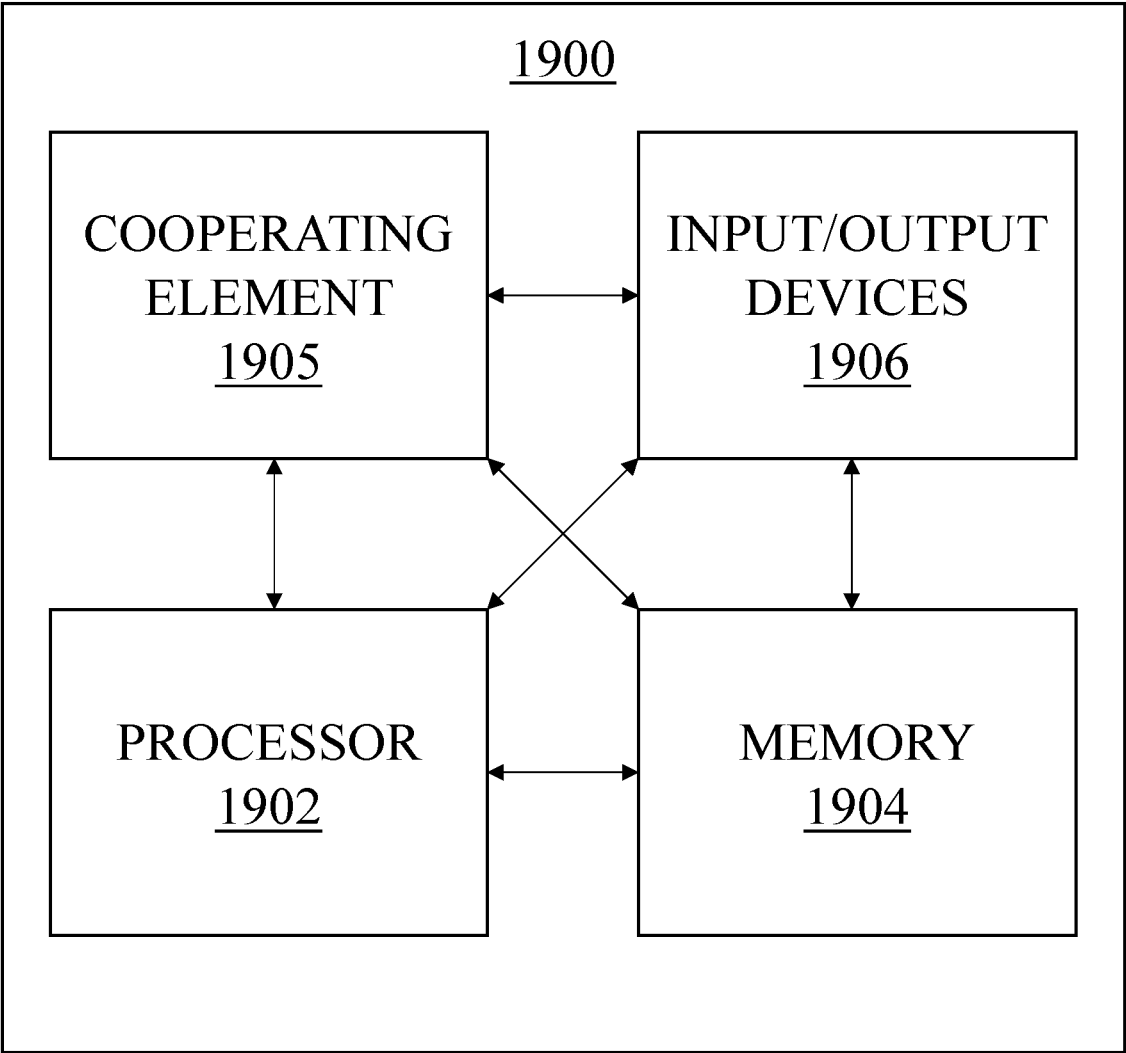 1900
COOPERATING
ELEMENT
1905
INPUT/OUTPUT
DEVICES
1906
PROCESSOR
1902
MEMORY
1904